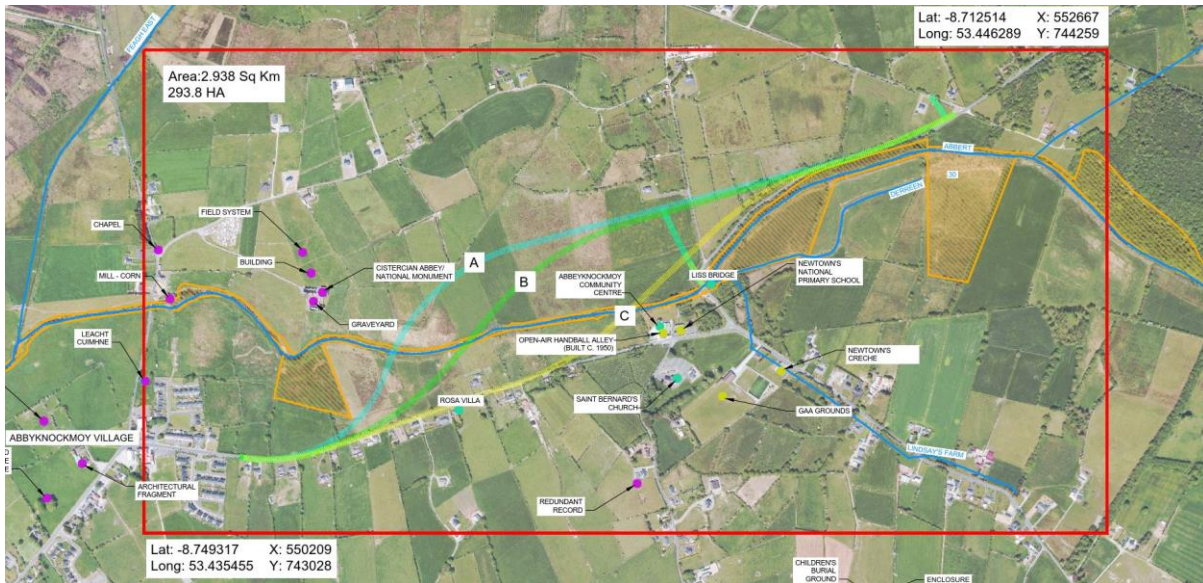 Lat: -8.712514 X: 552667
Long: 53.446289 Y: 744259
FEAGH EAST
Area:2.938 Sq Km
293.8 HA
ABBERT
DERREEN
30
FIELD SYSTEM
CHAPEL
BUILDING
A
CISTERCIAN ABBEY/
NATIONAL MONUMENT
MILL - CORN
B
ABBEYKNOCKMOY
COMMUNITY
CENTRE
LISS BRIDGE
NEWTOWN'S
NATIONAL
PRIMARY SCHOOL
GRAVEYARD
C
OPEN-AIR HANDBALL ALLEY
(BUILT C. 1950)
LEACHT
CUIMHNE
NEWTOWN'S
CRECHE
ROSA VILLA
SAINT BERNARD'S
CHURCH
GAA GROUNDS
ABBYKNOCKMOY VILLAGE
D
E
E
ARCHITECTURAL
FRAGMENT
LINDSAY'S FARM
REDUNDANT
RECORD
Lat: -8.749317 X: 550209
Long: 53.435455 Y: 743028
CHILDREN'S
BURIAL
GROUND
ENCLOSURE